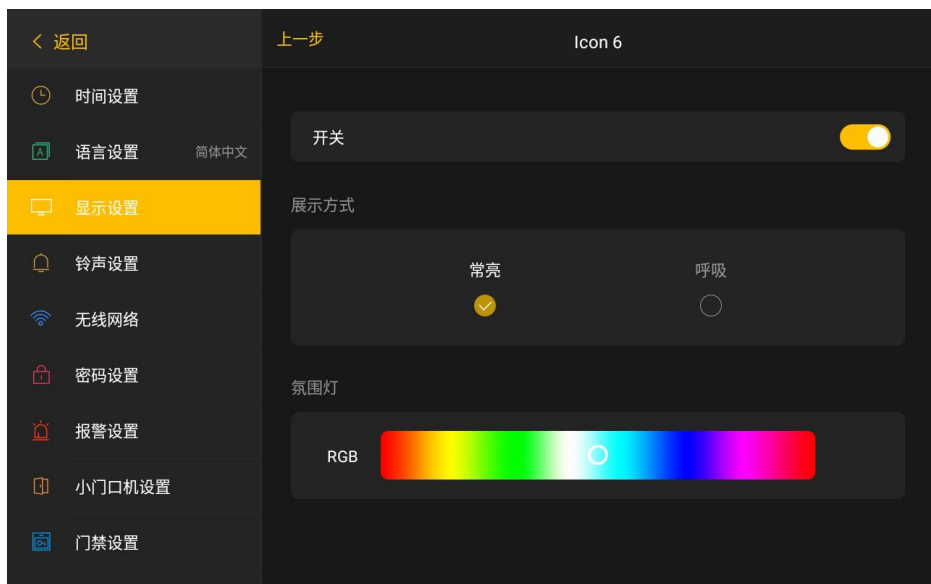 返回
上一步
Icon 6
时间设置
语言设置 简体中文
显示设置
铃声设置
无线网络
密码设置
报警设置
小门口机设置
门禁设置
开关
展示方式
常亮 呼吸
氛围灯
RGB